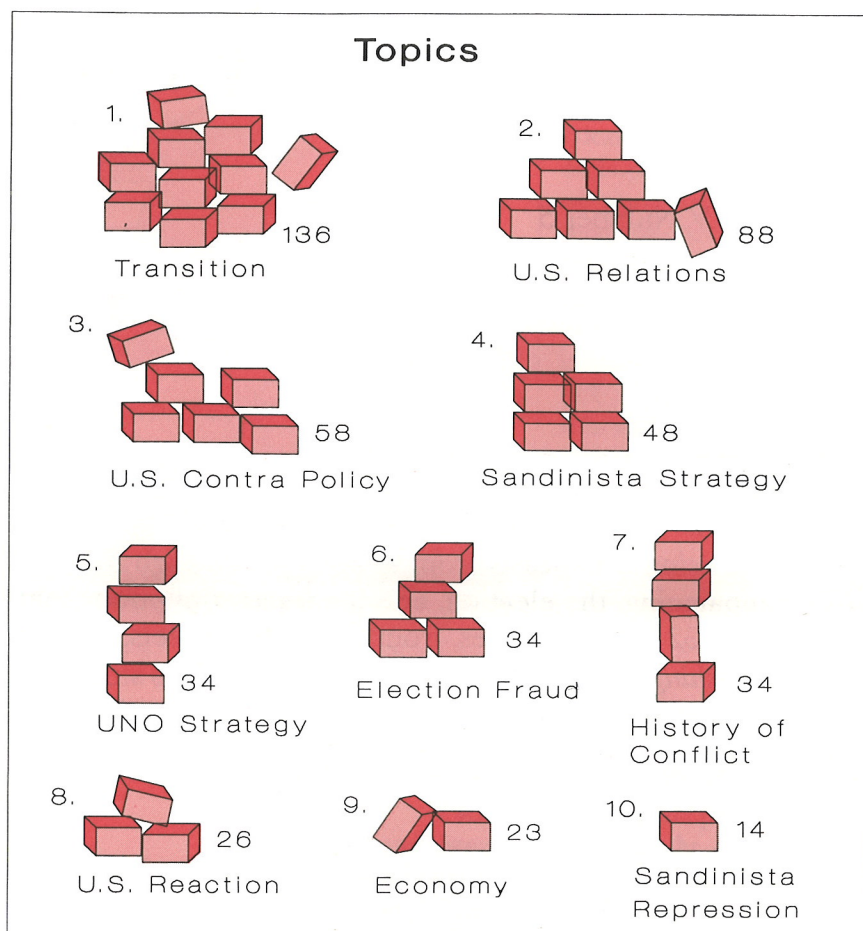 Topics
1.
136
Transition
2.
88
U.S. Relations
3.
58
U.S. Contra Policy
4.
48
Sandinista Strategy
5.
34
UNO Strategy
6.
34
Election Fraud
7.
34
History of
Conflict
8.
26
U.S. Reaction
9.
23
Economy
10.
14
Sandinista
Repression